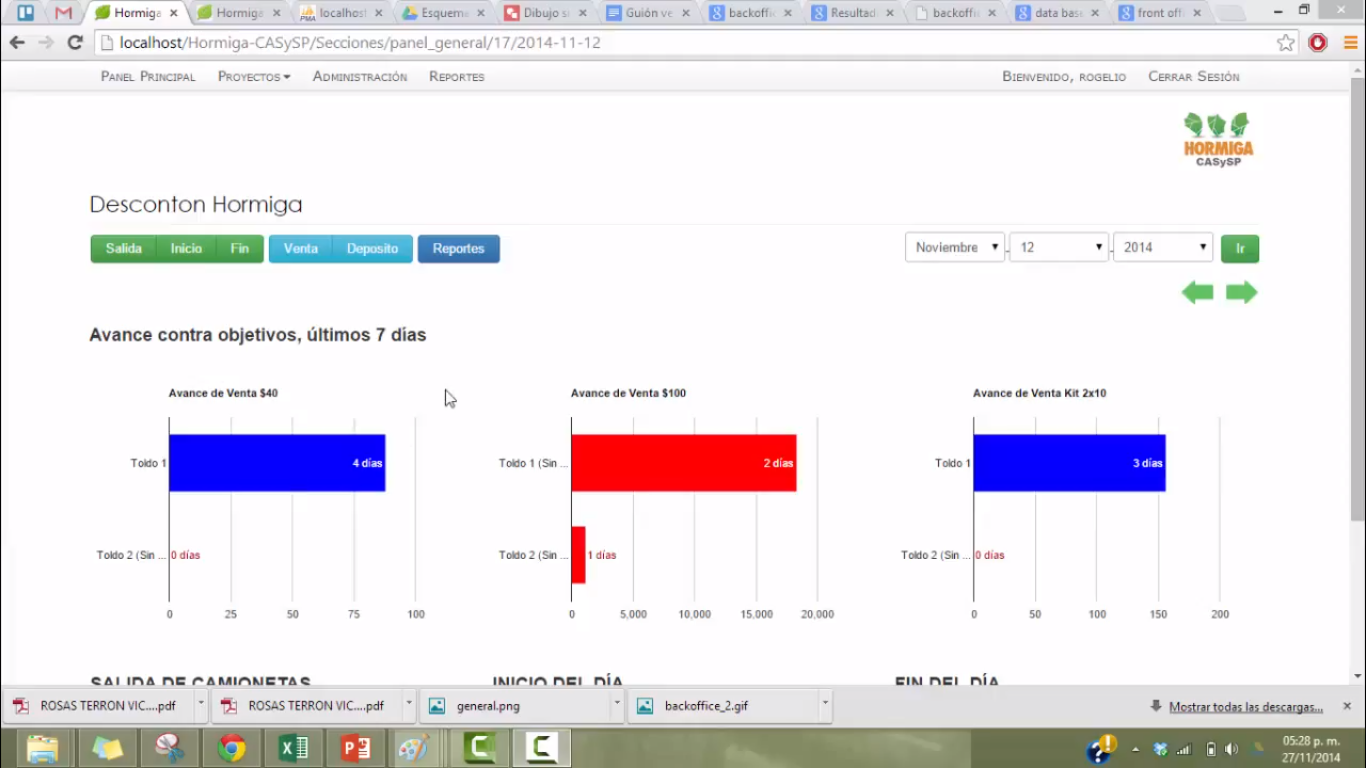 Hormiga
Hormiga
localhost
Esquema
Dibujo si
Guión ve
backoffic
Resultad
backoffi
data base
front off
localhost/Hormiga-CASySP/Secciones/panel_general/17/2014-11-12
Panel Principal Proyectos Administración Reportes Bienvenido, rogelio Cerrar Sesión
HORMIGA
CASySP
Desconton Hormiga
Salida Inicio Fin Venta Deposito Reportes Noviembre 12 2014 Ir
Avance contra objetivos, últimos 7 días
Avance de Venta $40
Toldo 1 4 días
Toldo 2 (Sin ... 0 días
0 25 50 75 100
Avance de Venta $100
Toldo 1 (Sin ... 2 días
Toldo 2 (Sin ... 1 días
0 5,000 10,000 15,000 20,000
Avance de Venta Kit 2x10
Toldo 1 3 días
Toldo 2 (Sin ... 0 días
0 50 100 150 200
SALIDA DE CAMIONETAS INICIO DEL DÍA FIN DEL DÍA
ROSAS TERRON VIC....pdf ROSAS TERRON VIC....pdf general.png backoffice_2.gif Mostrar todas las descargas...
05:28 p. m.
27/11/2014